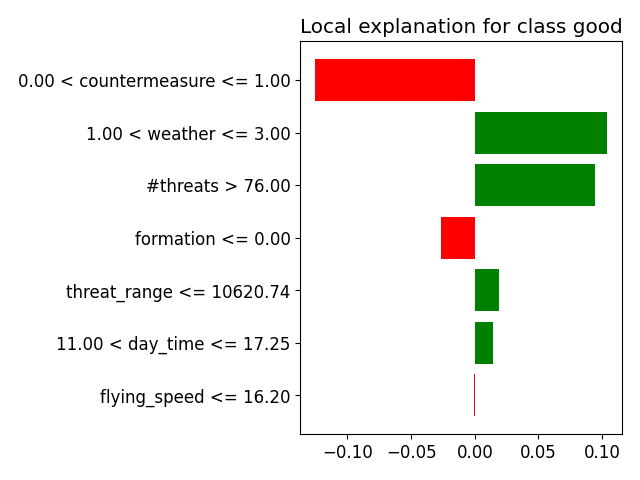 Local explanation for class good
0.00 < countermeasure <= 1.00
1.00 < weather <= 3.00
#threats > 76.00
formation <= 0.00
threat_range <= 10620.74
11.00 < day_time <= 17.25
flying_speed <= 16.20
−0.10 −0.05 0.00 0.05 0.10